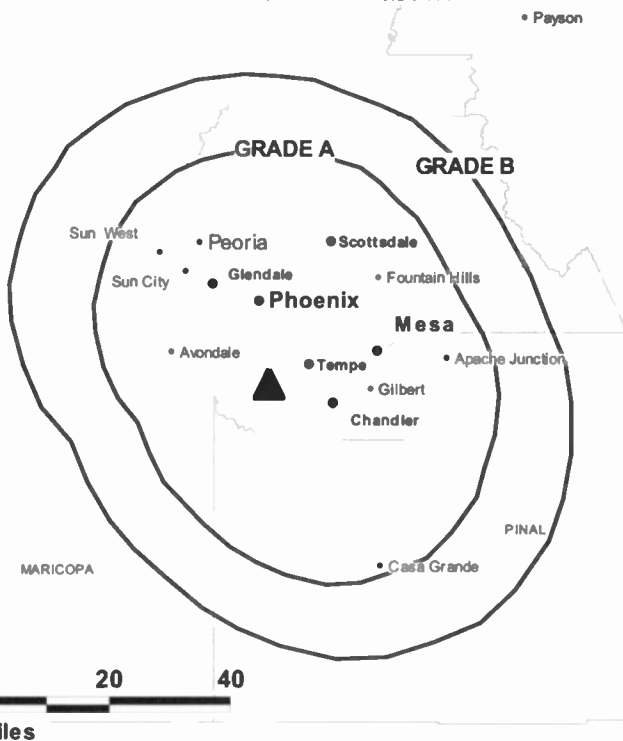 Payson
GRADE A
GRADE B
Sun West
Peoria
Scottsdale
Sun City
Glendale
Fountain Hills
Phoenix
Mesa
Avondale
Tempe
Apache Junction
Gilbert
Chandler
PINAL
Casa Grande
MARICOPA
20 40
iles